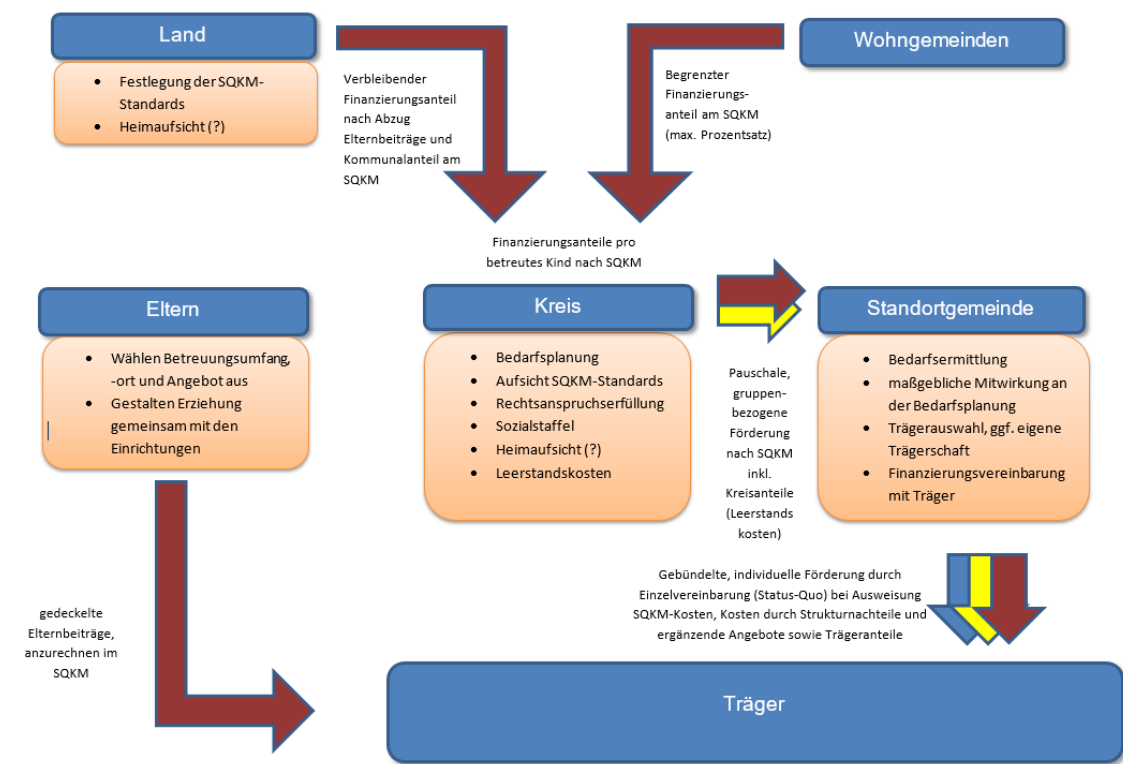 Land
• Festlegung der SQKM-
Standards
• Heimaufsicht (?)
Verbleibender
Finanzierungsanteil
nach Abzug
Elternbeiträge und
Kommunalanteil am
SQKM
Wohngemeinden
Begrenzter
Finanzierungs-
anteil am SQKM
(max. Prozentsatz)
Finanzierungsanteile pro
betreutes Kind nach SQKM
Eltern
• Wählen Betreuungsumfang,
-ort und Angebot aus
• Gestalten Erziehung
gemeinsam mit den
Einrichtungen
Kreis
• Bedarfsplanung
• Aufsicht SQKM-Standards
• Rechtsanspruchserfüllung
• Sozialstaffel
• Heimaufsicht (?)
• Leerstandskosten
Pauschale,
gruppen-
bezogene
Förderung
nach SQKM
inkl.
Kreisanteile
(Leerstands
kosten)
Standortgemeinde
• Bedarfsermittlung
• maßgebliche Mitwirkung an
der Bedarfsplanung
• Trägerauswahl, ggf. eigene
Trägerschaft
• Finanzierungsvereinbarung
mit Träger
Gebündelte, individuelle Förderung durch
Einzelvereinbarung (Status-Quo) bei Ausweisung
SQKM-Kosten, Kosten durch Strukturnachteile und
ergänzende Angebote sowie Trägeranteile
gedeckelte
Elternbeiträge,
anzurechnen im
SQKM
Träger